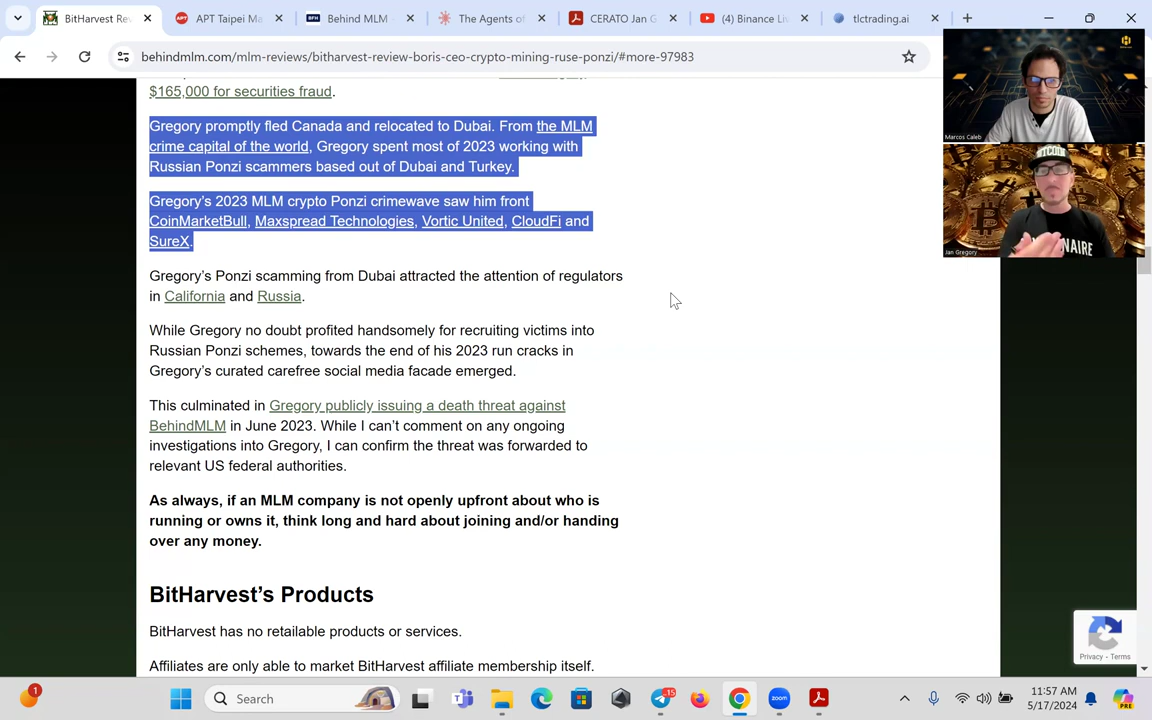 BitHarvest Re
APT Taipei Ma
Behind MLM
The Agents of
CERATO Jan G
(4) Binance Liv
tlctrading.ai
behindmlm.com/mlm-reviews/bitharvest-review-boris-ceo-crypto-mining-ruse-ponzi/#more-97983
$165,000 for securities fraud.
Gregory promptly fled Canada and relocated to Dubai. From the MLM
crime capital of the world, Gregory spent most of 2023 working with
Russian Ponzi scammers based out of Dubai and Turkey.
Gregory's 2023 MLM crypto Ponzi crimewave saw him front
CoinMarketBull, Maxspread Technologies, Vortic United, CloudFi and
SureX.
Gregory's Ponzi scamming from Dubai attracted the attention of regulators
in California and Russia.
While Gregory no doubt profited handsomely for recruiting victims into
Russian Ponzi schemes, towards the end of his 2023 run cracks in
Gregory's curated carefree social media facade emerged.
This culminated in Gregory publicly issuing a death threat against
BehindMLM in June 2023. While I can't comment on any ongoing
investigations into Gregory, I can confirm the threat was forwarded to
relevant US federal authorities.
As always, if an MLM company is not openly upfront about who is
running or owns it, think long and hard about joining and/or handing
over any money.
BitHarvest's Products
BitHarvest has no retailable products or services.
Affiliates are only able to market BitHarvest affiliate membership itself.
Marcos Caleb
Jan Gregory
Privacy - Terms
1
Search
15
11:57 AM
5/17/2024
PRE